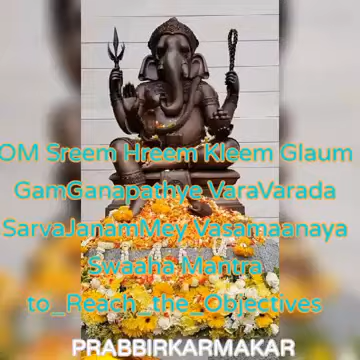 OM Sreem Hreem Kleem Glaum
GamGanapathye VaraVarada
SarvaJanamMey Vasamaanaya
Swaaha Mantra
to_Reach_the_Objectives
PRABBIRKARMAKAR